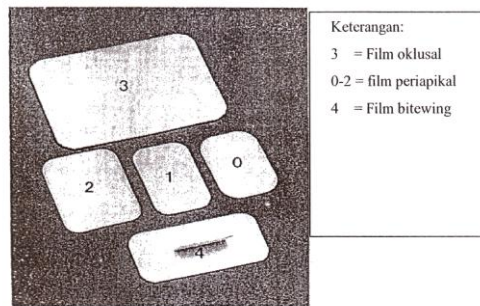 3
2
1
0
4
Keterangan:
3 = Film oklusal
0-2 = film periapikal
4 = Film bitewing